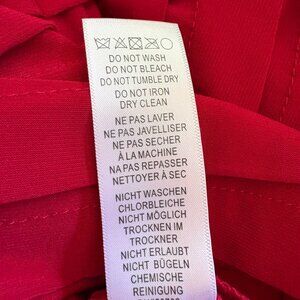 DO NOT WASH
DO NOT BLEACH
DO NOT TUMBLE DRY
DO NOT IRON
DRY CLEAN
NE PAS LAVER
NE PAS JAVELLISER
NE PAS SECHER
À LA MACHINE
NA PAS REPASSER
NETTOYER À SEC
NICHT WASCHEN
CHLORBLEICHE
NICHT MÖGLICH
TROCKNEN IM
TROCKNER
NICHT ERLAUBT
NICHT BÜGELN
CHEMISCHE
REINIGUNG